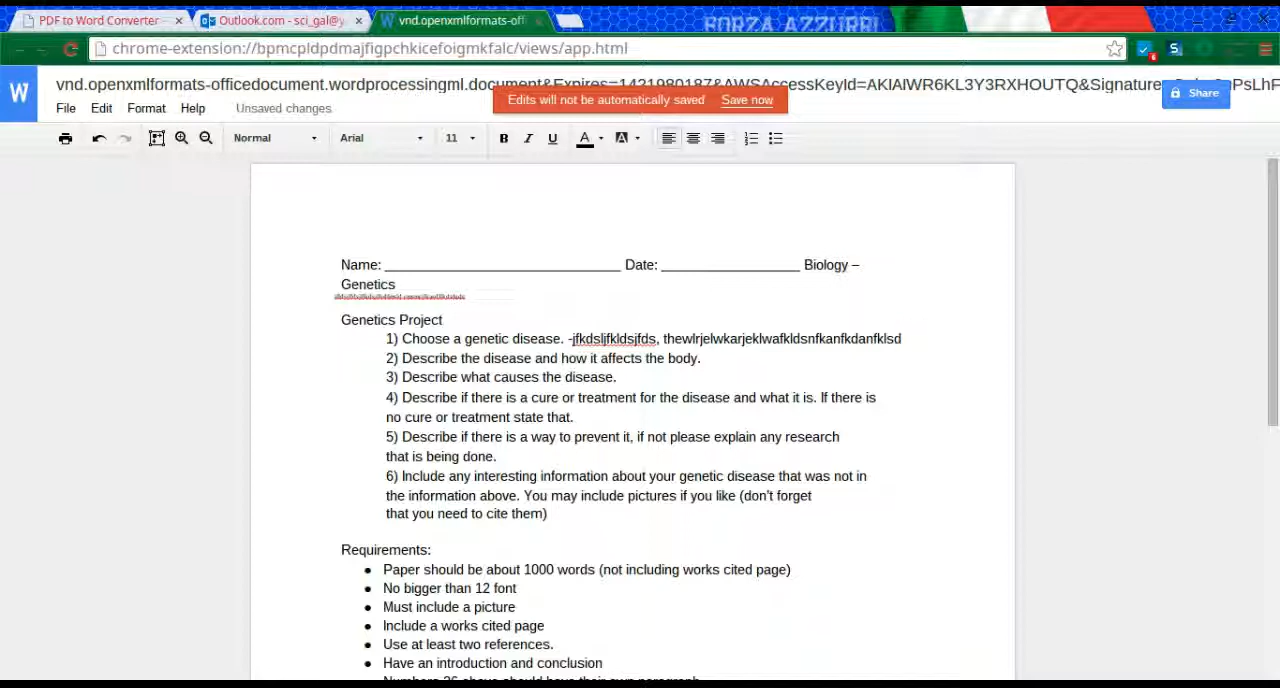 FORZA AZZURRI
PDF to Word Converter
Outlook.com - sci_gal@y
vnd.openxmlformats-off
chrome-extension://bpmcpldpdmajfigpchkicefoigmkfalc/views/app.html
vnd.openxmlformats-officedocument.wordprocessingml.document&Expires=1421980187&AWSAccessKeyId=AKIAIWR6KL3Y3RXHOUTQ&Signature
File Edit Format Help Unsaved changes
Edits will not be automatically saved Save now
Share
Normal Arial 11 B I U A A
Name: ______________________________ Date: __________________ Biology –
Genetics
Genetics Project
1) Choose a genetic disease. -jfkdsljfkldsjfds, thewlrjelwkarjeklwafkldsnfkanfkdanfklsd
2) Describe the disease and how it affects the body.
3) Describe what causes the disease.
4) Describe if there is a cure or treatment for the disease and what it is. If there is
no cure or treatment state that.
5) Describe if there is a way to prevent it, if not please explain any research
that is being done.
6) Include any interesting information about your genetic disease that was not in
the information above. You may include pictures if you like (don't forget
that you need to cite them)
Requirements:
● Paper should be about 1000 words (not including works cited page)
● No bigger than 12 font
● Must include a picture
● Include a works cited page
● Use at least two references.
● Have an introduction and conclusion